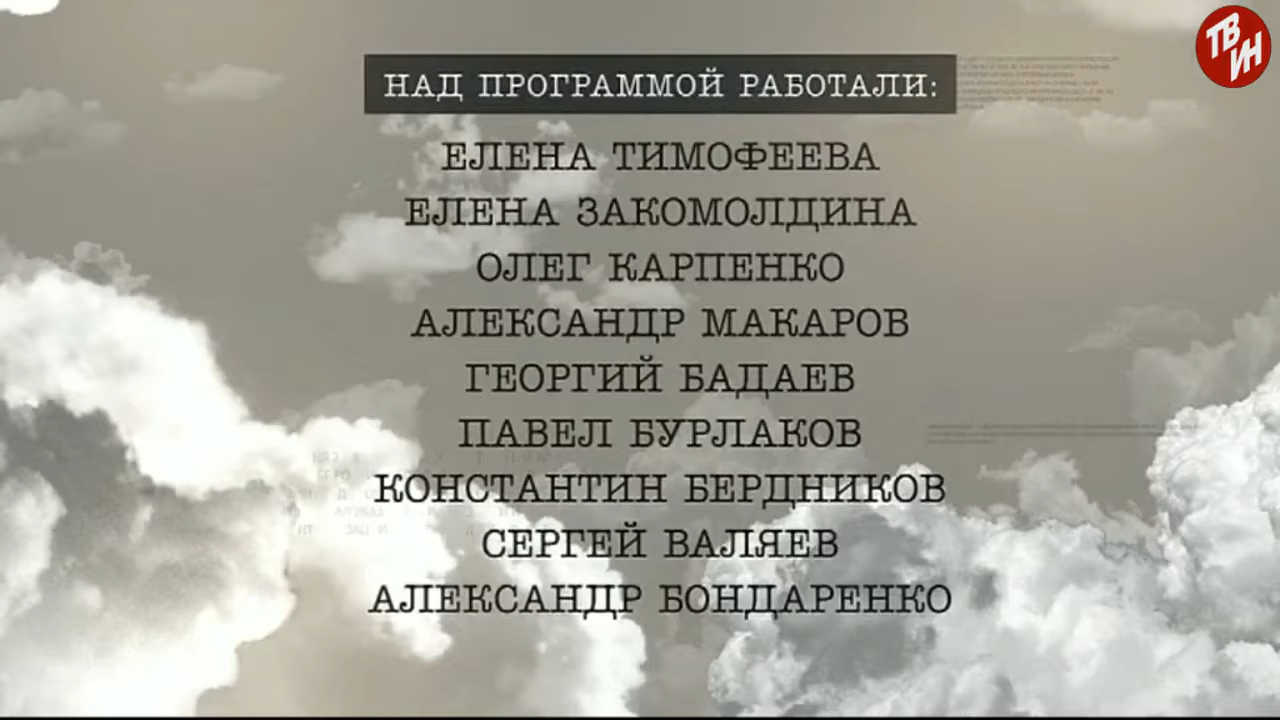 ТВ
ИН
НАД ПРОГРАММОЙ РАБОТАЛИ:
ЕЛЕНА ТИМОФЕЕВА
ЕЛЕНА ЗАКОМОЛДИНА
ОЛЕГ КАРПЕНКО
АЛЕКСАНДР МАКАРОВ
ГЕОРГИЙ БАДАЕВ
ПАВЕЛ БУРЛАКОВ
КОНСТАНТИН БЕРДНИКОВ
СЕРГЕЙ ВАЛЯЕВ
АЛЕКСАНДР БОНДАРЕНКО